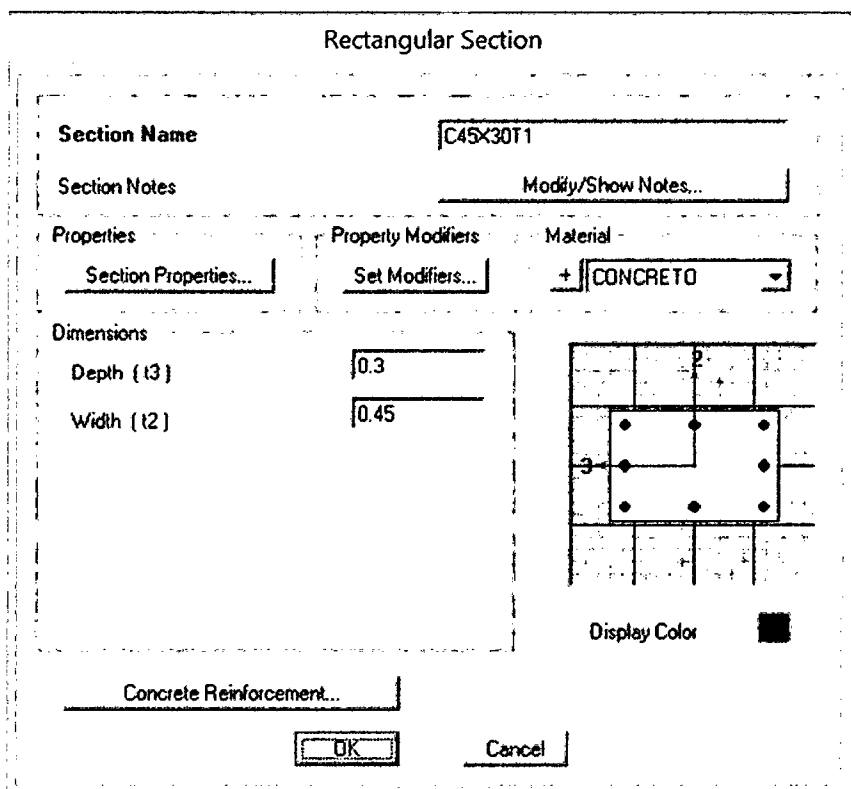 Rectangular Section
Section Name C45X30T1
Section Notes Modify/Show Notes...
Properties Property Modifiers Material
Section Properties... Set Modifiers... + CONCRETO
Dimensions
Depth ( t3 ) 0.3
Width ( t2 ) 0.45
2
3
Display Color
Concrete Reinforcement...
OK Cancel